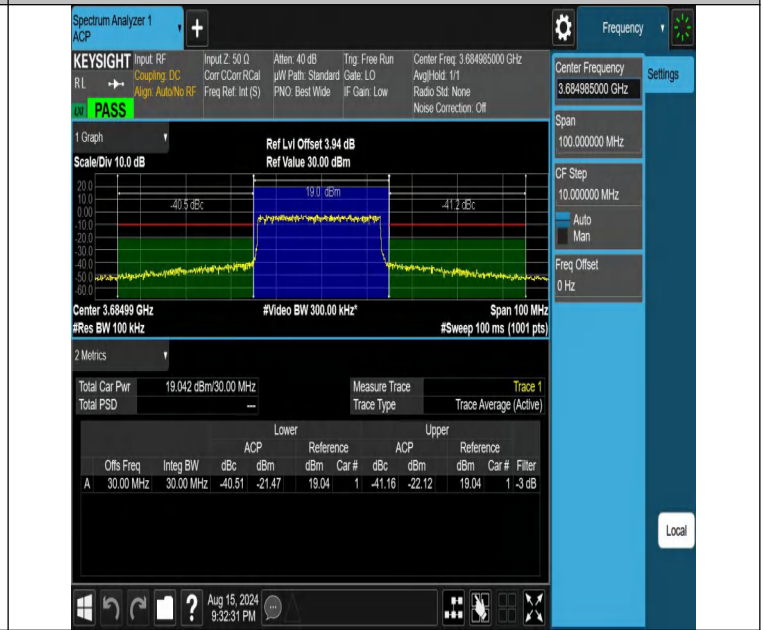 Spectrum Analyzer 1
ACP
+
Frequency
KEYSIGHT Input: RF Input Z: 50 Ω Atten: 40 dB Trig: Free Run Center Freq: 3.684985000 GHz
RL Coupling: DC Corr CCorr RCal µW Path: Standard Gate: LO Avg|Hold: 1/1
Align: Auto/No RF Freq Ref: Int (S) PNO: Best Wide IF Gain: Low Radio Std: None
PASS Noise Correction: Off
Center Frequency
3.684985000 GHz
Settings
Span
100.000000 MHz
CF Step
10.000000 MHz
Auto
Man
Freq Offset
0 Hz
Local
1 Graph
Ref Lvl Offset 3.94 dB
Scale/Div 10.0 dB Ref Value 30.00 dBm
20.0
10.0
0.00
-10.0
-20.0
-30.0
-40.0
-50.0
-60.0
-40.5 dBc 19.0 dBm -41.2 dBc
Center 3.68499 GHz #Video BW 300.00 kHz* Span 100 MHz
#Res BW 100 kHz #Sweep 100 ms (1001 pts)
2 Metrics
Total Car Pwr 19.042 dBm/30.00 MHz Measure Trace Trace 1
Total PSD --- Trace Type Trace Average (Active)
Lower Upper
ACP Reference ACP Reference
Offs Freq Integ BW dBc dBm dBm Car # dBc dBm dBm Car # Filter
A 30.00 MHz 30.00 MHz -40.51 -21.47 19.04 1 -41.16 -22.12 19.04 1 -3 dB
? Aug 15, 2024
9:32:31 PM